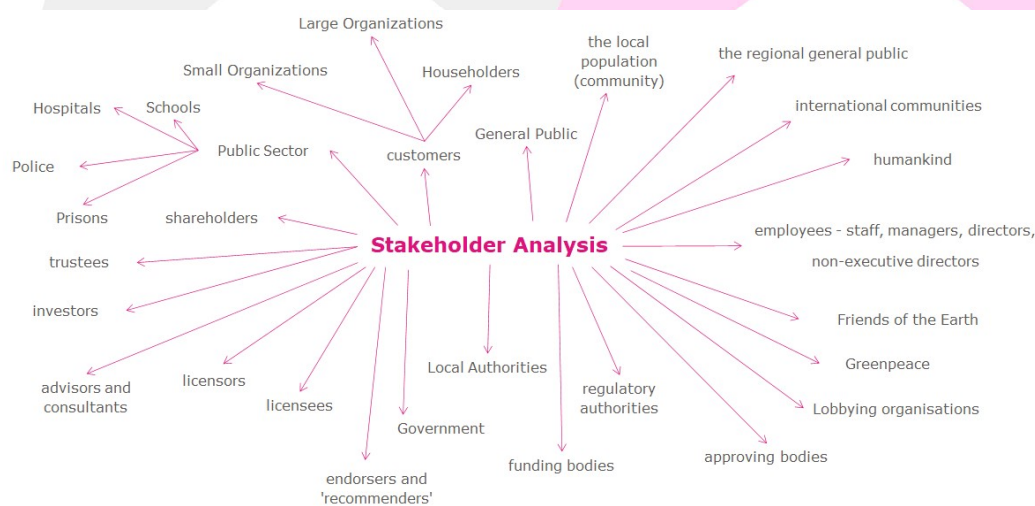 Large Organizations
the local
population
(community)
the regional general public
Small Organizations
Householders
Hospitals
Schools
international communities
General Public
Public Sector
customers
humankind
Police
Prisons
shareholders
Stakeholder Analysis
employees - staff, managers, directors,
non-executive directors
trustees
investors
Friends of the Earth
Greenpeace
Local Authorities
advisors and
consultants
licensors
licensees
regulatory
authorities
Lobbying organisations
Government
approving bodies
funding bodies
endorsers and
'recommenders'